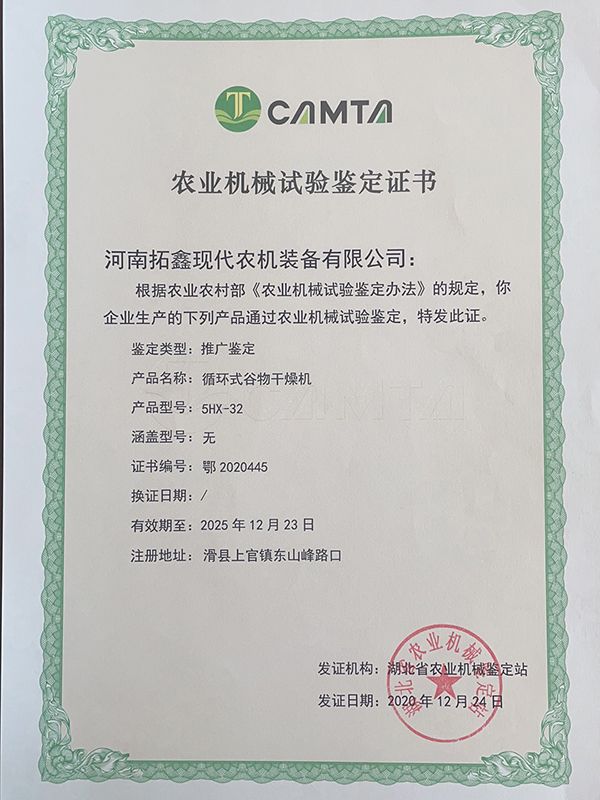 T CAMTA
农业机械试验鉴定证书
河南拓鑫现代农机装备有限公司：
根据农业农村部《农业机械试验鉴定办法》的规定，你
企业生产的下列产品通过农业机械试验鉴定，特发此证。
鉴定类型：推广鉴定
产品名称：循环式谷物干燥机
产品型号：5HX-32
涵盖型号：无
证书编号：鄂 2020445
换证日期：/
有效期至：2025 年 12 月 23 日
注册地址：滑县上官镇东山峰路口
发证机构：湖北省农业机械鉴定站
发证日期：2020 年 12 月 24 日
湖北省农业机械鉴定站
CAMTA